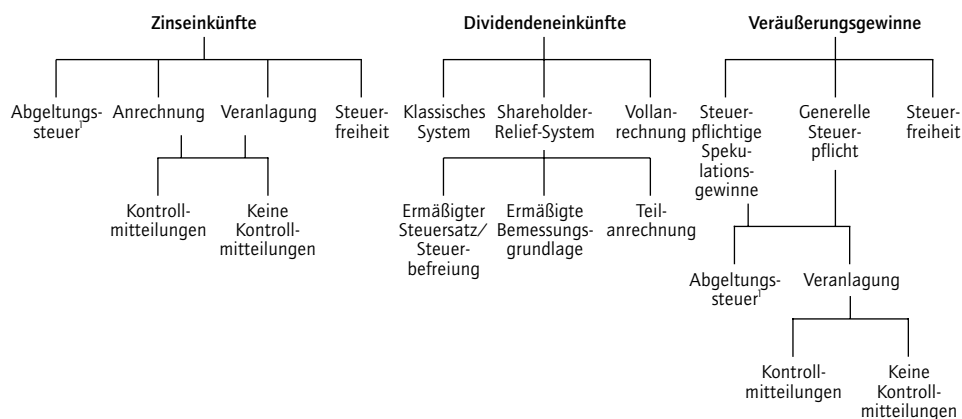 Zinseinkünfte
Abgeltungs-
steuer1
Anrechnung
Veranlagung
Steuer-
freiheit
Kontroll-
mitteilungen
Keine
Kontroll-
mitteilungen
Dividendeneinkünfte
Klassisches
System
Shareholder-
Relief-System
Vollan-
rechnung
Ermäßigter
Steuersatz/
Steuer-
befreiung
Ermäßigte
Bemessungs-
grundlage
Teil-
anrechnung
Veräußerungsgewinne
Steuer-
pflichtige
Speku-
lations-
gewinne
Generelle
Steuer-
pflicht
Steuer-
freiheit
Abgeltungs-
steuer1
Veranlagung
Kontroll-
mitteilungen
Keine
Kontroll-
mitteilungen